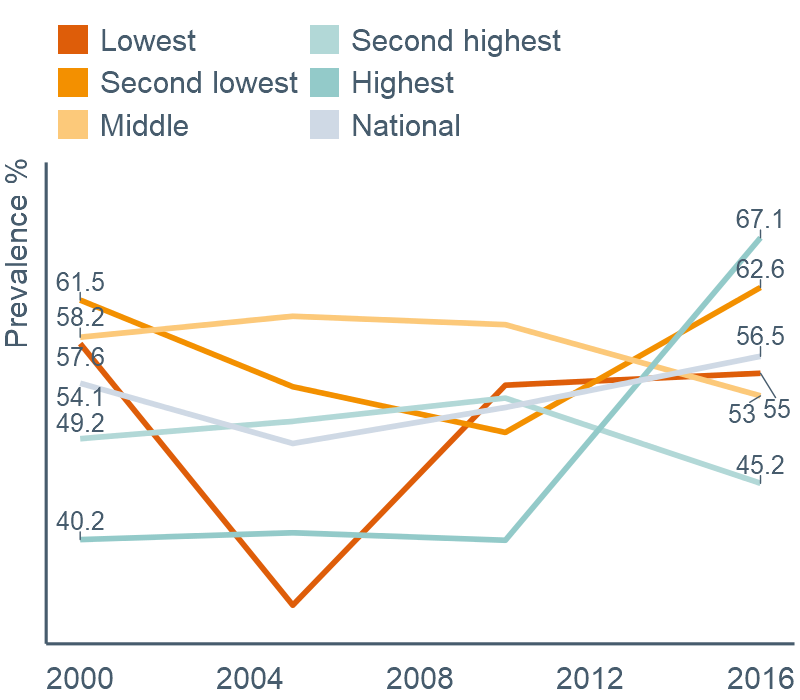 Lowest
Second lowest
Middle
Second highest
Highest
National
Prevalence %
61.5
58.2
57.6
54.1
49.2
40.2
67.1
62.6
56.5
55
53
45.2
2000 2004 2008 2012 2016